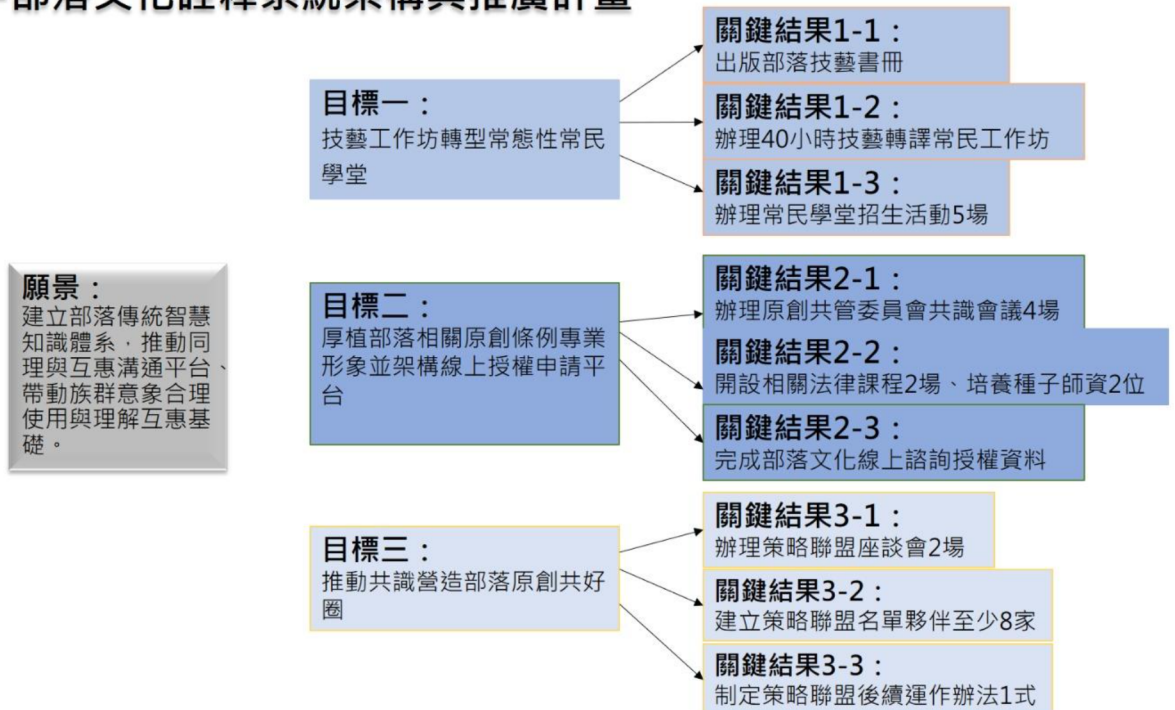 部落文化詮釋系統架構與推廣計畫
願景：
建立部落傳統智慧
知識體系，推動同
理與互惠溝通平台、
帶動族群意象合理
使用與理解互惠基
礎。
目標一：
技藝工作坊轉型常態性常民
學堂
關鍵結果1-1：
出版部落技藝書冊
關鍵結果1-2：
辦理40小時技藝轉譯常民工作坊
關鍵結果1-3：
辦理常民學堂招生活動5場
目標二：
厚植部落相關原創條例專業
形象並架構線上授權申請平
台
關鍵結果2-1：
辦理原創共管委員會共識會議4場
關鍵結果2-2：
開設相關法律課程2場、培養種子師資2位
關鍵結果2-3：
完成部落文化線上諮詢授權資料
目標三：
推動共識營造部落原創共好
圈
關鍵結果3-1：
辦理策略聯盟座談會2場
關鍵結果3-2：
建立策略聯盟名單夥伴至少8家
關鍵結果3-3：
制定策略聯盟後續運作辦法1式